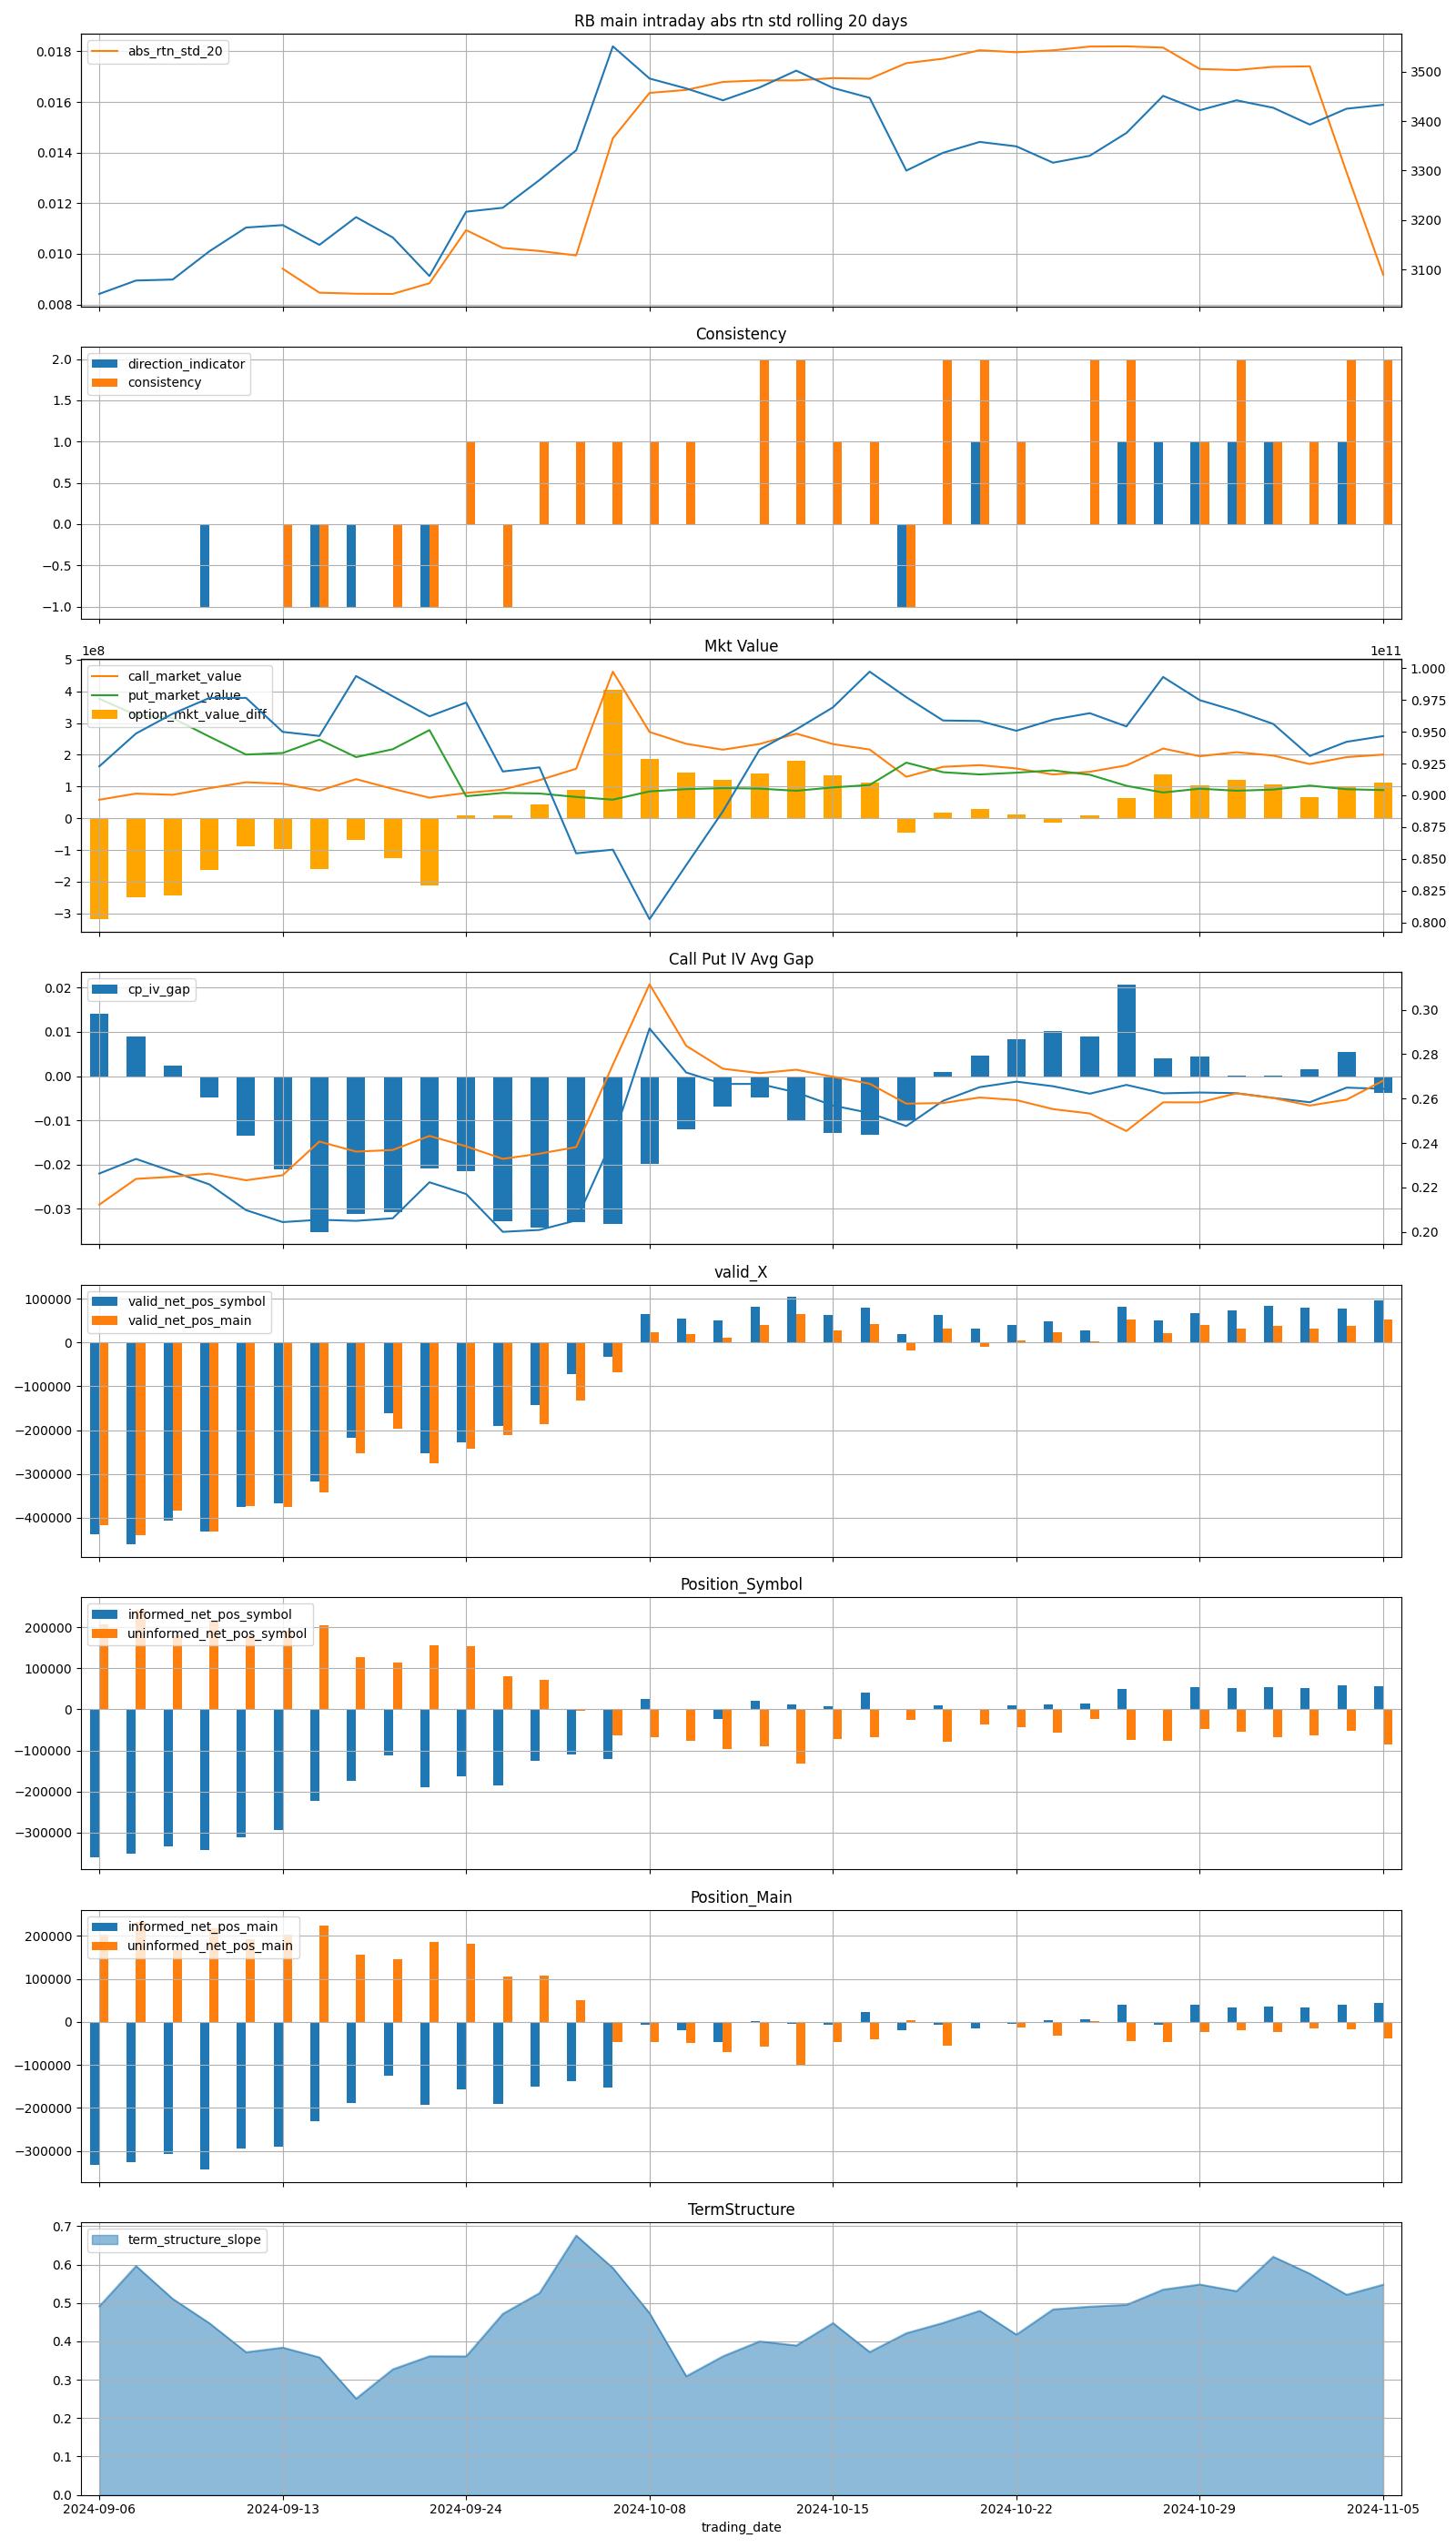 RB main intraday abs rtn std rolling 20 days
abs_rtn_std_20
0.018
0.016
0.014
0.012
0.010
0.008
3500
3400
3300
3200
3100
Consistency
direction_indicator
consistency
2.0
1.5
1.0
0.5
0.0
−0.5
−1.0
Mkt Value
1e8
1e11
call_market_value
put_market_value
option_mkt_value_diff
5
4
3
2
1
0
−1
−2
−3
1.000
0.975
0.950
0.925
0.900
0.875
0.850
0.825
0.800
Call Put IV Avg Gap
cp_iv_gap
0.02
0.01
0.00
−0.01
−0.02
−0.03
0.30
0.28
0.26
0.24
0.22
0.20
valid_X
valid_net_pos_symbol
valid_net_pos_main
100000
0
−100000
−200000
−300000
−400000
Position_Symbol
informed_net_pos_symbol
uninformed_net_pos_symbol
200000
100000
0
−100000
−200000
−300000
Position_Main
informed_net_pos_main
uninformed_net_pos_main
200000
100000
0
−100000
−200000
−300000
TermStructure
term_structure_slope
0.7
0.6
0.5
0.4
0.3
0.2
0.1
0.0
2024-09-06 2024-09-13 2024-09-24 2024-10-08 2024-10-15 2024-10-22 2024-10-29 2024-11-05
trading_date